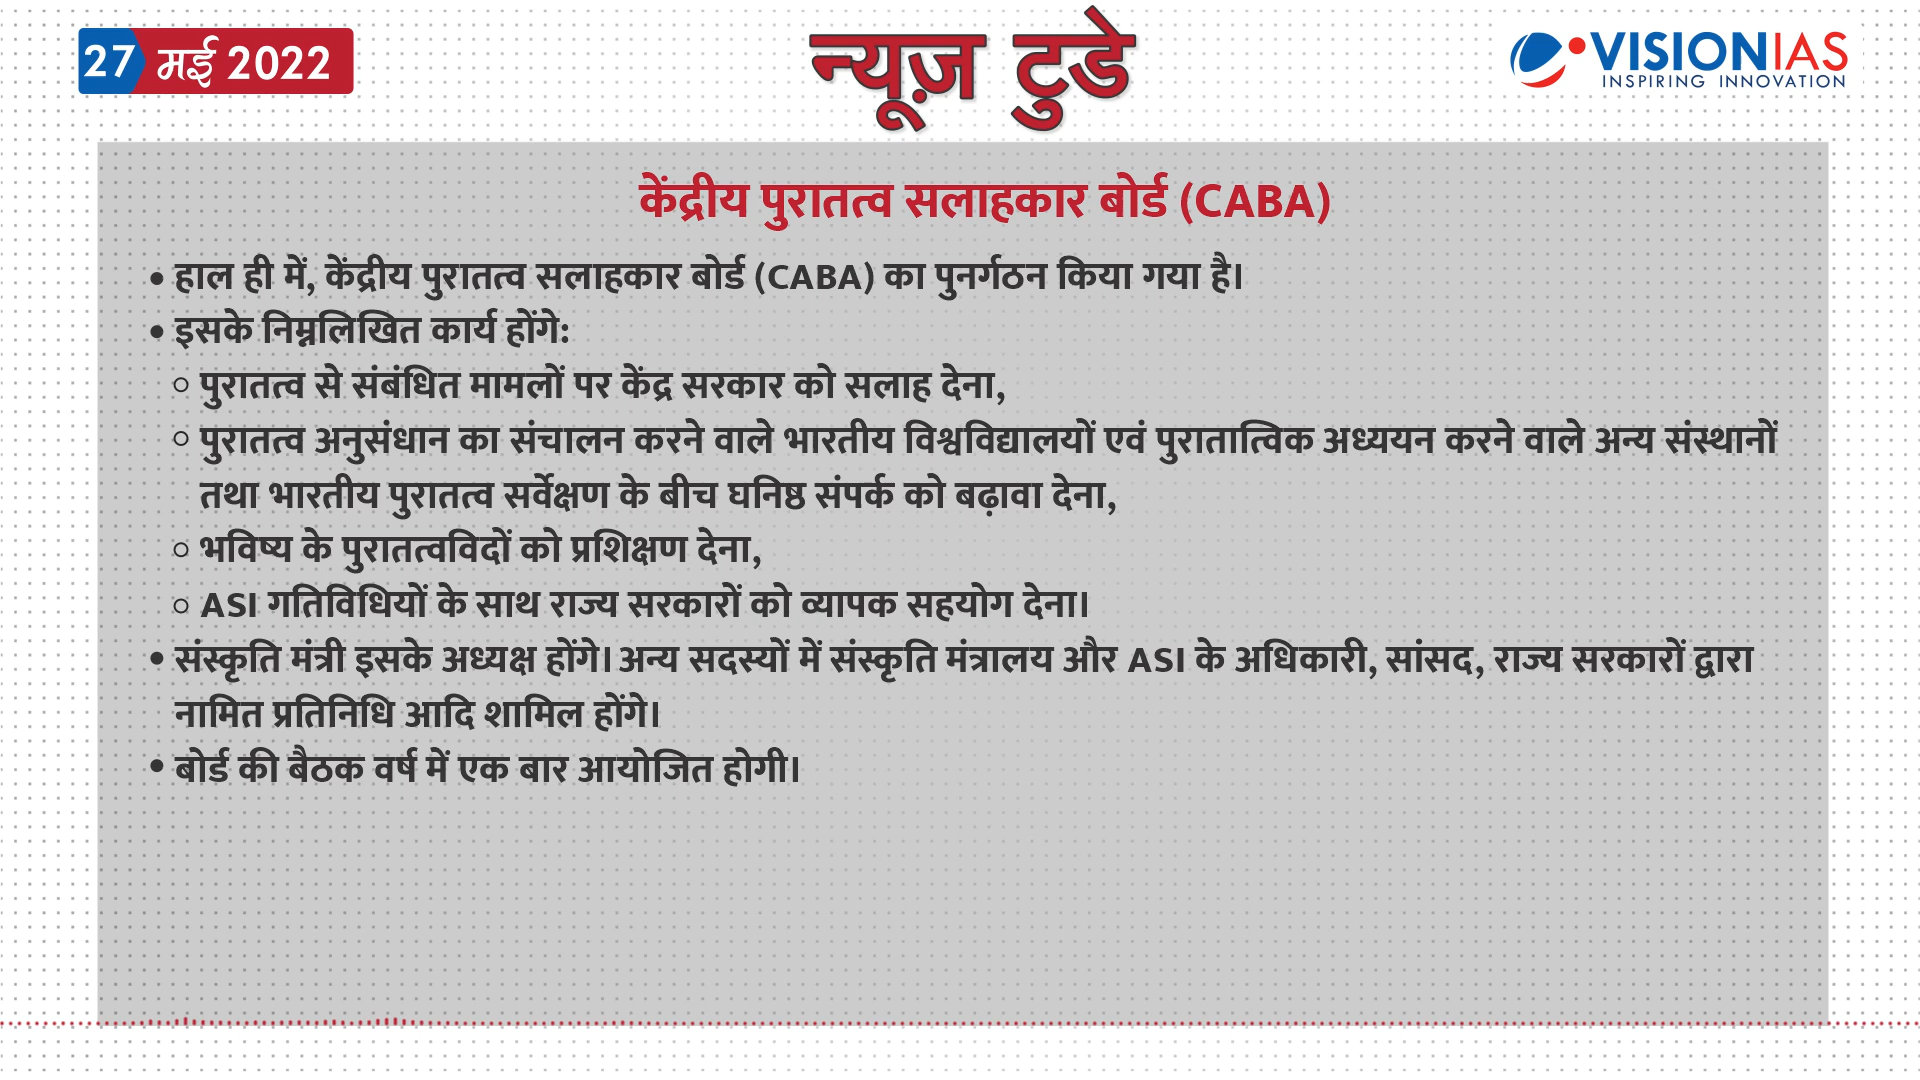 27 मई 2022
न्यूज़ टुडे
VISIONIAS
INSPIRING INNOVATION
केंद्रीय पुरातत्व सलाहकार बोर्ड (CABA)
• हाल ही में, केंद्रीय पुरातत्व सलाहकार बोर्ड (CABA) का पुनर्गठन किया गया है।
• इसके निम्नलिखित कार्य होंगे:
○ पुरातत्व से संबंधित मामलों पर केंद्र सरकार को सलाह देना,
○ पुरातत्व अनुसंधान का संचालन करने वाले भारतीय विश्वविद्यालयों एवं पुरातात्विक अध्ययन करने वाले अन्य संस्थानों
तथा भारतीय पुरातत्व सर्वेक्षण के बीच घनिष्ठ संपर्क को बढ़ावा देना,
○ भविष्य के पुरातत्वविदों को प्रशिक्षण देना,
○ ASI गतिविधियों के साथ राज्य सरकारों को व्यापक सहयोग देना।
• संस्कृति मंत्री इसके अध्यक्ष होंगे। अन्य सदस्यों में संस्कृति मंत्रालय और ASI के अधिकारी, सांसद, राज्य सरकारों द्वारा
नामित प्रतिनिधि आदि शामिल होंगे।
• बोर्ड की बैठक वर्ष में एक बार आयोजित होगी।